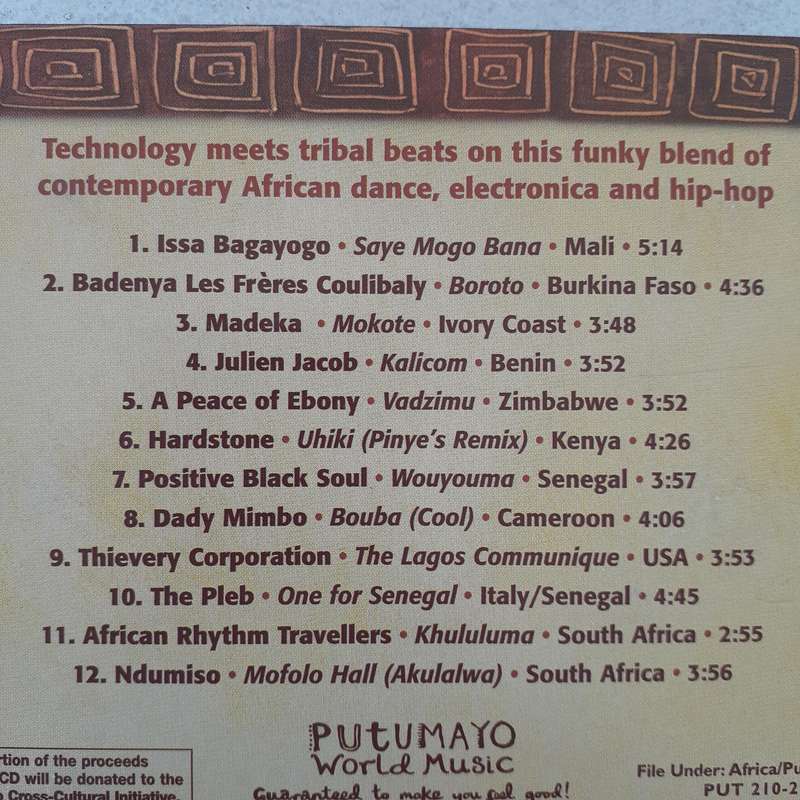 Technology meets tribal beats on this funky blend of
contemporary African dance, electronica and hip-hop
1. Issa Bagayogo • Saye Mogo Bana • Mali • 5:14
2. Badenya Les Frères Coulibaly • Boroto • Burkina Faso • 4:36
3. Madeka • Mokote • Ivory Coast • 3:48
4. Julien Jacob • Kalicom • Benin • 3:52
5. A Peace of Ebony • Vadzimu • Zimbabwe • 3:52
6. Hardstone • Uhiki (Pinye's Remix) • Kenya • 4:26
7. Positive Black Soul • Wouyouma • Senegal • 3:57
8. Dady Mimbo • Bouba (Cool) • Cameroon • 4:06
9. Thievery Corporation • The Lagos Communique • USA • 3:53
10. The Pleb • One for Senegal • Italy/Senegal • 4:45
11. African Rhythm Travellers • Khululuma • South Africa • 2:55
12. Ndumiso • Mofolo Hall (Akulalwa) • South Africa • 3:56
PUTUMAYO
World Music
Guaranteed to make you feel good!
of the proceeds
CD will be donated to the
Cross-Cultural Initiative.
File Under: Africa/
PUT 210-2